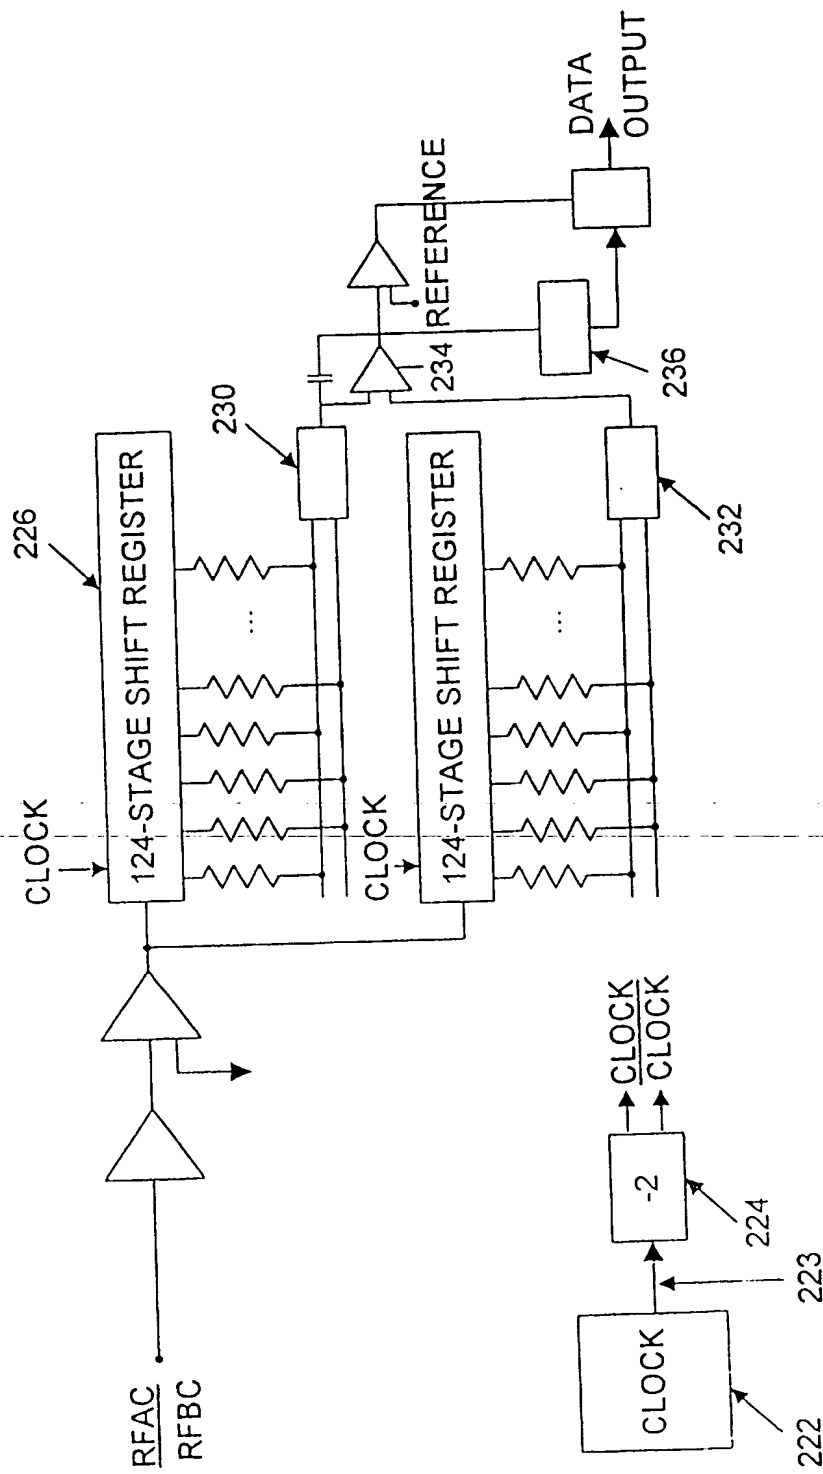 226
CLOCK
124-STAGE SHIFT REGISTER
...
230
CLOCK
124-STAGE SHIFT REGISTER
...
232
234
REFERENCE
236
DATA
OUTPUT
RFAC
RFBC
CLOCK
222
223
-2
224
CLOCK
CLOCK